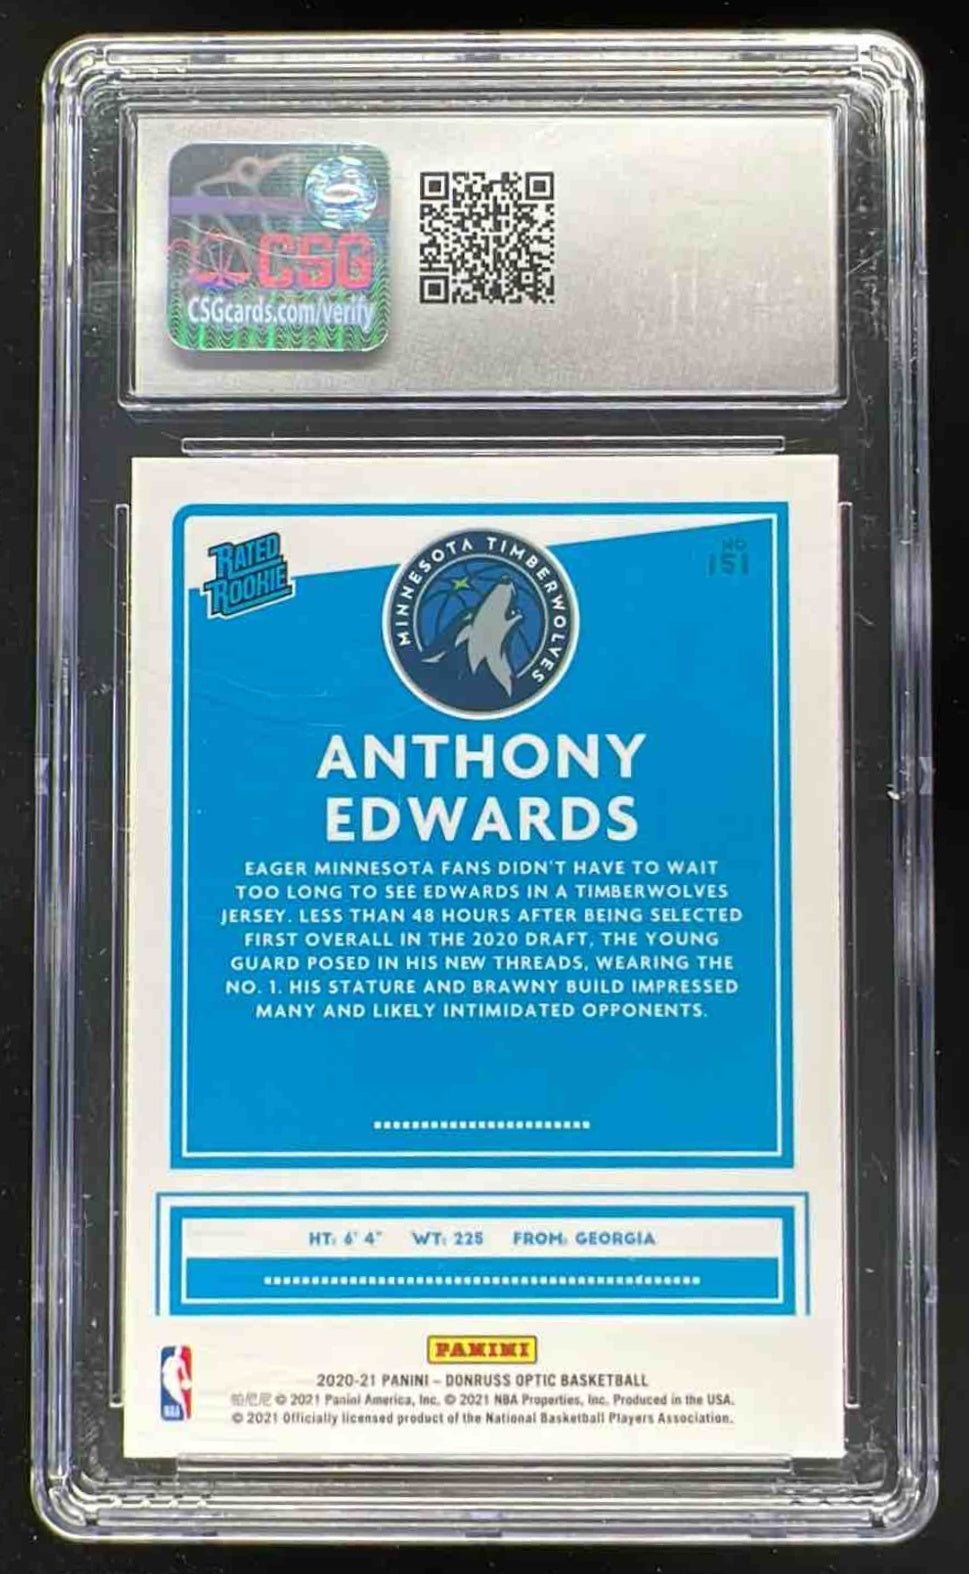 CSG
CSGcards.com/verify
RATED
ROOKIE
MINNESOTA TIMBERWOLVES
NO
151
ANTHONY
EDWARDS
EAGER MINNESOTA FANS DIDN'T HAVE TO WAIT
TOO LONG TO SEE EDWARDS IN A TIMBERWOLVES
JERSEY. LESS THAN 48 HOURS AFTER BEING SELECTED
FIRST OVERALL IN THE 2020 DRAFT, THE YOUNG
GUARD POSED IN HIS NEW THREADS, WEARING THE
NO. 1. HIS STATURE AND BRAWNY BUILD IMPRESSED
MANY AND LIKELY INTIMIDATED OPPONENTS.
HT: 6' 4" WT: 225 FROM: GEORGIA
PANINI
NBA
2020-21 PANINI – DONRUSS OPTIC BASKETBALL
帕尼尼 © 2021 Panini America, Inc. © 2021 NBA Properties, Inc. Produced in the USA.
© 2021 Officially licensed product of the National Basketball Players Association.